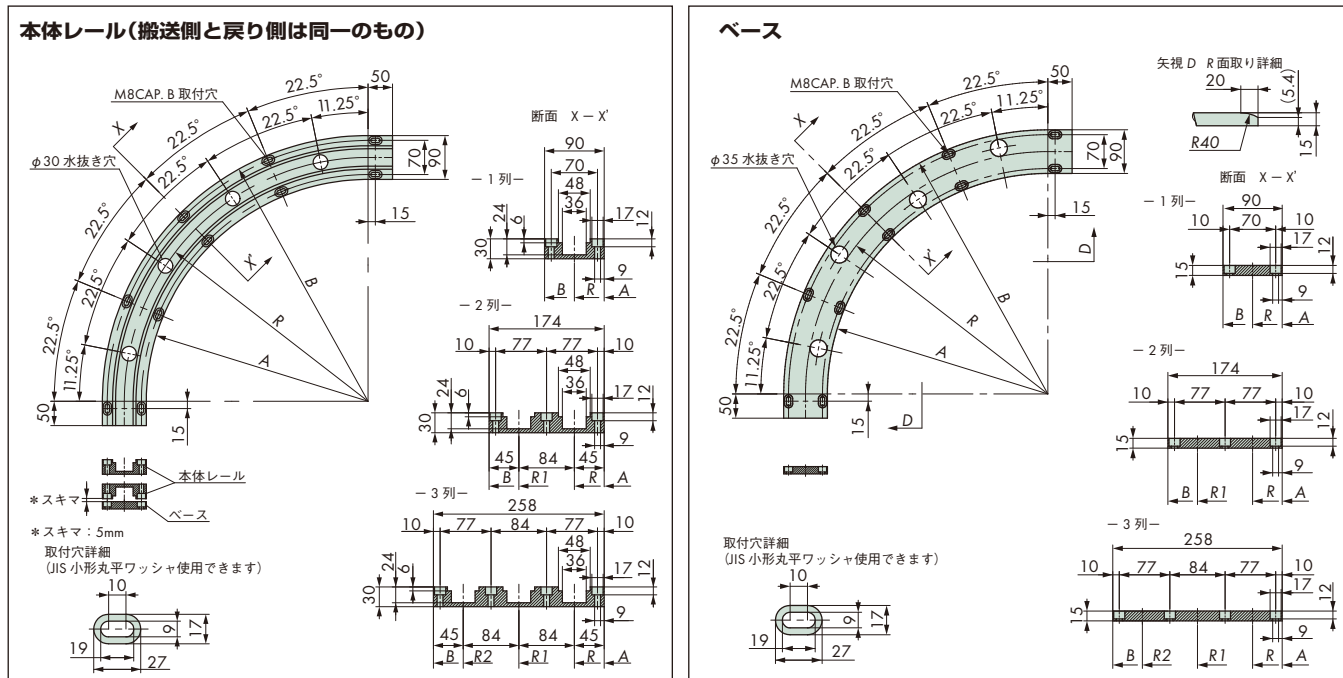 本体レール(搬送側と戻り側は同一のもの)
22.5°
50
M8CAP. B 取付穴
11.25°
22.5°
X
22.5°
φ30 水抜き穴
22.5°
70
90
15
22.5°
X'
22.5°
B
22.5°
R
A
11.25°
50
15
断面 X－X'
90
70
－1列－
48
36
17
12
24
6
30
9
B
R
A
－2列－
174
10
77
77
10
48
36
17
12
24
6
30
9
45
84
45
B
R1
R
A
－3列－
258
10
77
84
77
10
48
36
17
12
24
6
30
9
45
84
84
45
B
R2
R1
R
A
本体レール
＊スキマ
ベース
＊スキマ：5mm
取付穴詳細
(JIS 小形丸平ワッシャ使用できます)
10
9
17
19
27
ベース
22.5°
50
M8CAP. B 取付穴
11.25°
22.5°
X
22.5°
φ35 水抜き穴
22.5°
70
90
15
22.5°
X'
D
22.5°
B
22.5°
R
A
11.25°
50
15
D
矢視 D R 面取り詳細
20
(5.4)
R40
15
断面 X－X'
－1列－
90
10
70
10
17
12
15
9
B
R
A
－2列－
174
10
77
77
10
17
12
15
9
B
R1
R
A
－3列－
258
10
77
84
77
10
17
12
15
9
B
R2
R1
R
A
取付穴詳細
(JIS 小形丸平ワッシャ使用できます)
10
9
17
19
27